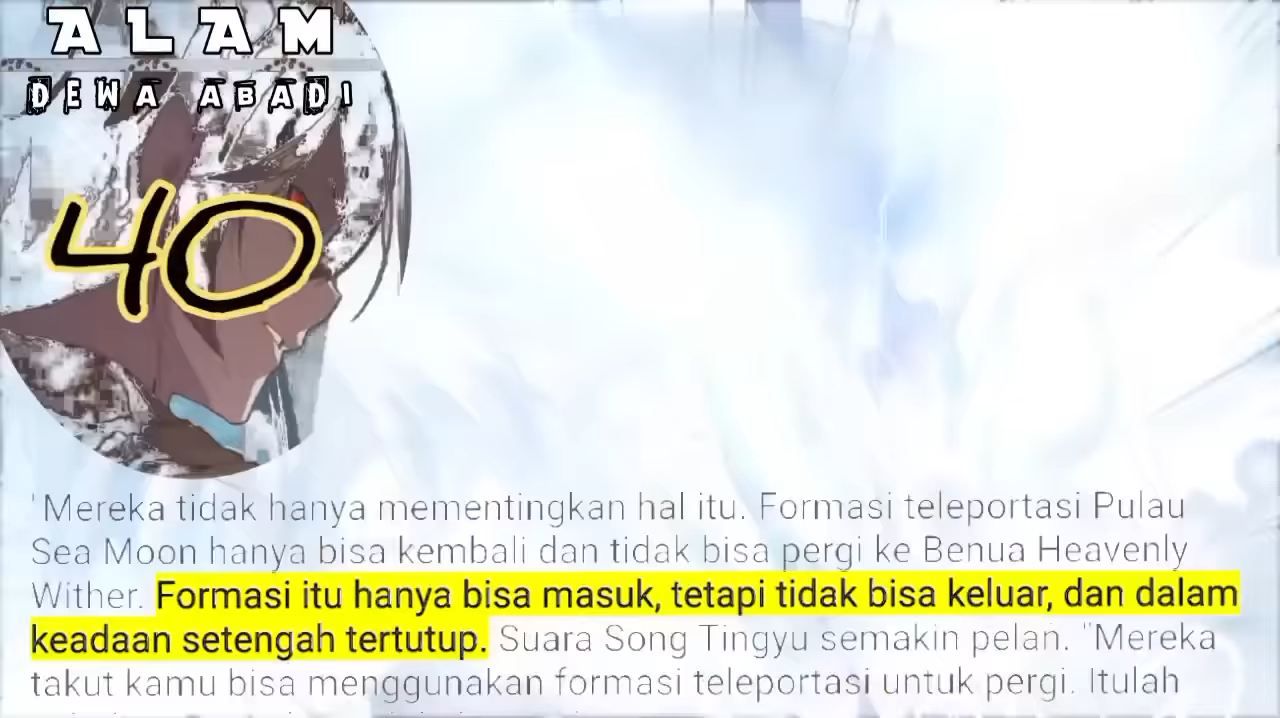 ALAM
DEWA ABADI
40
'Mereka tidak hanya mementingkan hal itu. Formasi teleportasi Pulau
Sea Moon hanya bisa kembali dan tidak bisa pergi ke Benua Heavenly
Wither. Formasi itu hanya bisa masuk, tetapi tidak bisa keluar, dan dalam
keadaan setengah tertutup. Suara Song Tingyu semakin pelan. "Mereka
takut kamu bisa menggunakan formasi teleportasi untuk pergi. Itulah